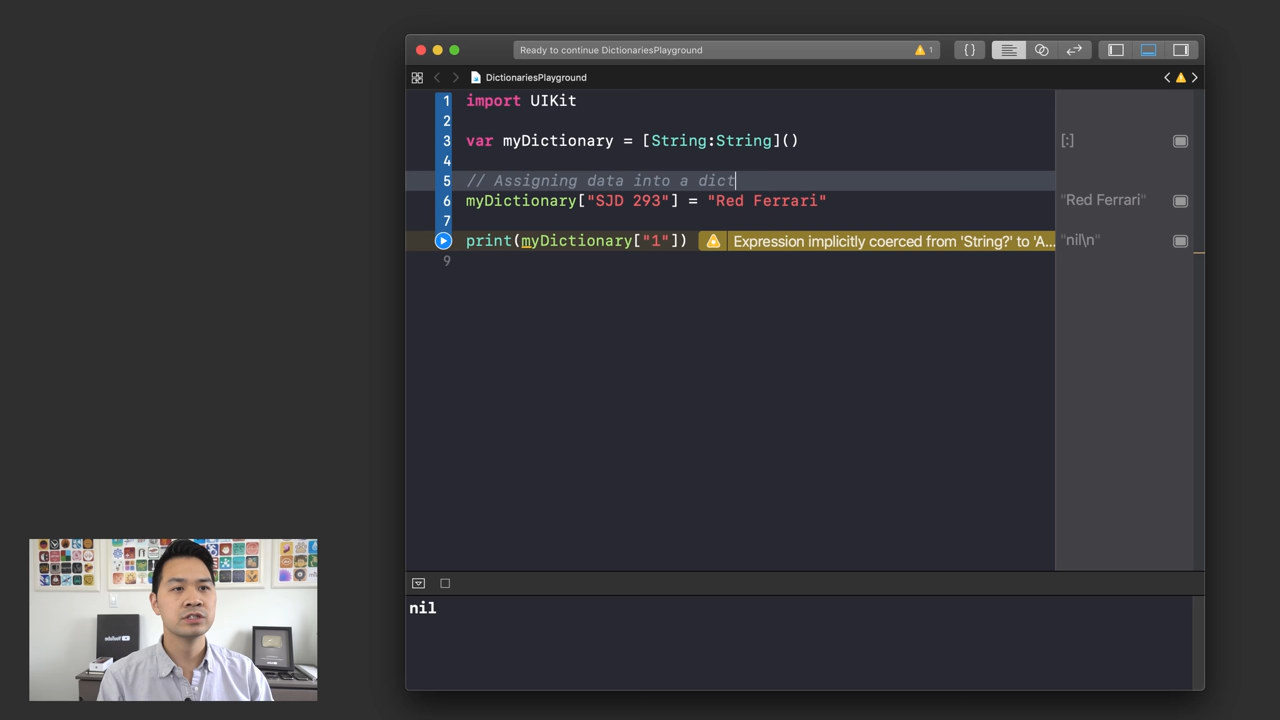 Ready to continue DictionariesPlayground
1
{}
DictionariesPlayground
1 import UIKit
2
3 var myDictionary = [String:String]()
[:]
4
5 // Assigning data into a dict
6 myDictionary["SJD 293"] = "Red Ferrari"
"Red Ferrari"
7
print(myDictionary["1"])
Expression implicitly coerced from 'String?' to 'A...
"nil\n"
9
nil